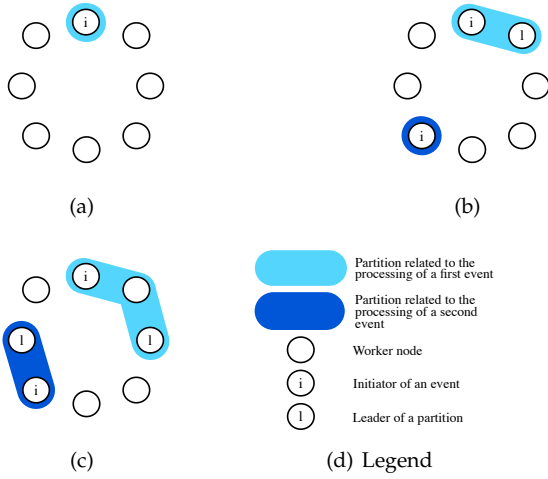 i
i
l
i
(a)
(b)
i
l
l
i
(c)
Partition related to the
processing of a first event
Partition related to the
processing of a second
event
Worker node
i
Initiator of an event
l
Leader of a partition
(d) Legend